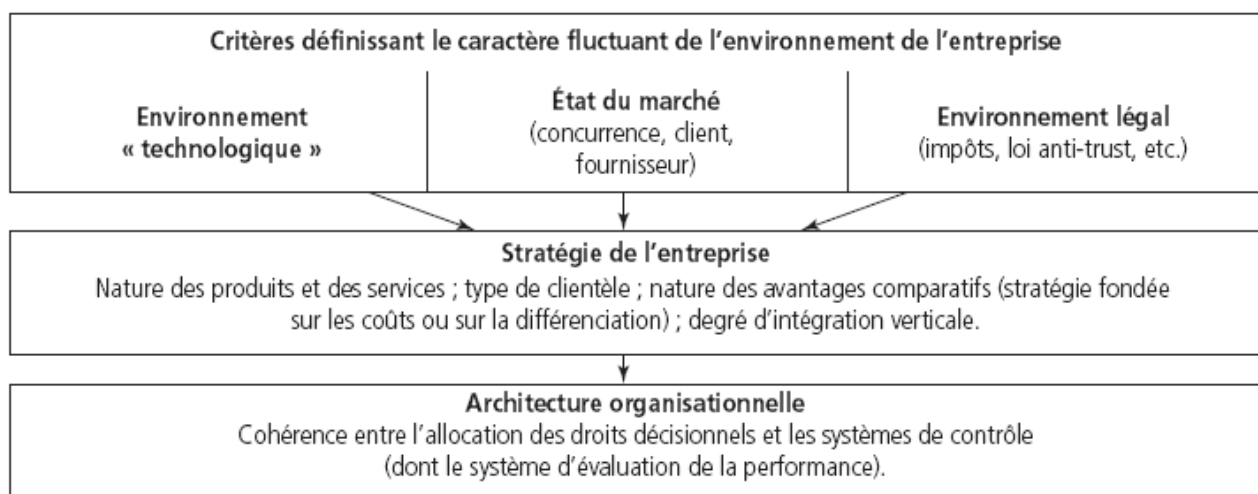 Critères définissant le caractère fluctuant de l’environnement de l’entreprise
Environnement
« technologique »
État du marché
(concurrence, client,
fournisseur)
Environnement légal
(impôts, loi anti-trust, etc.)
Stratégie de l’entreprise
Nature des produits et des services ; type de clientèle ; nature des avantages comparatifs (stratégie fondée
sur les coûts ou sur la différenciation) ; degré d’intégration verticale.
Architecture organisationnelle
Cohérence entre l’allocation des droits décisionnels et les systèmes de contrôle
(dont le système d’évaluation de la performance).